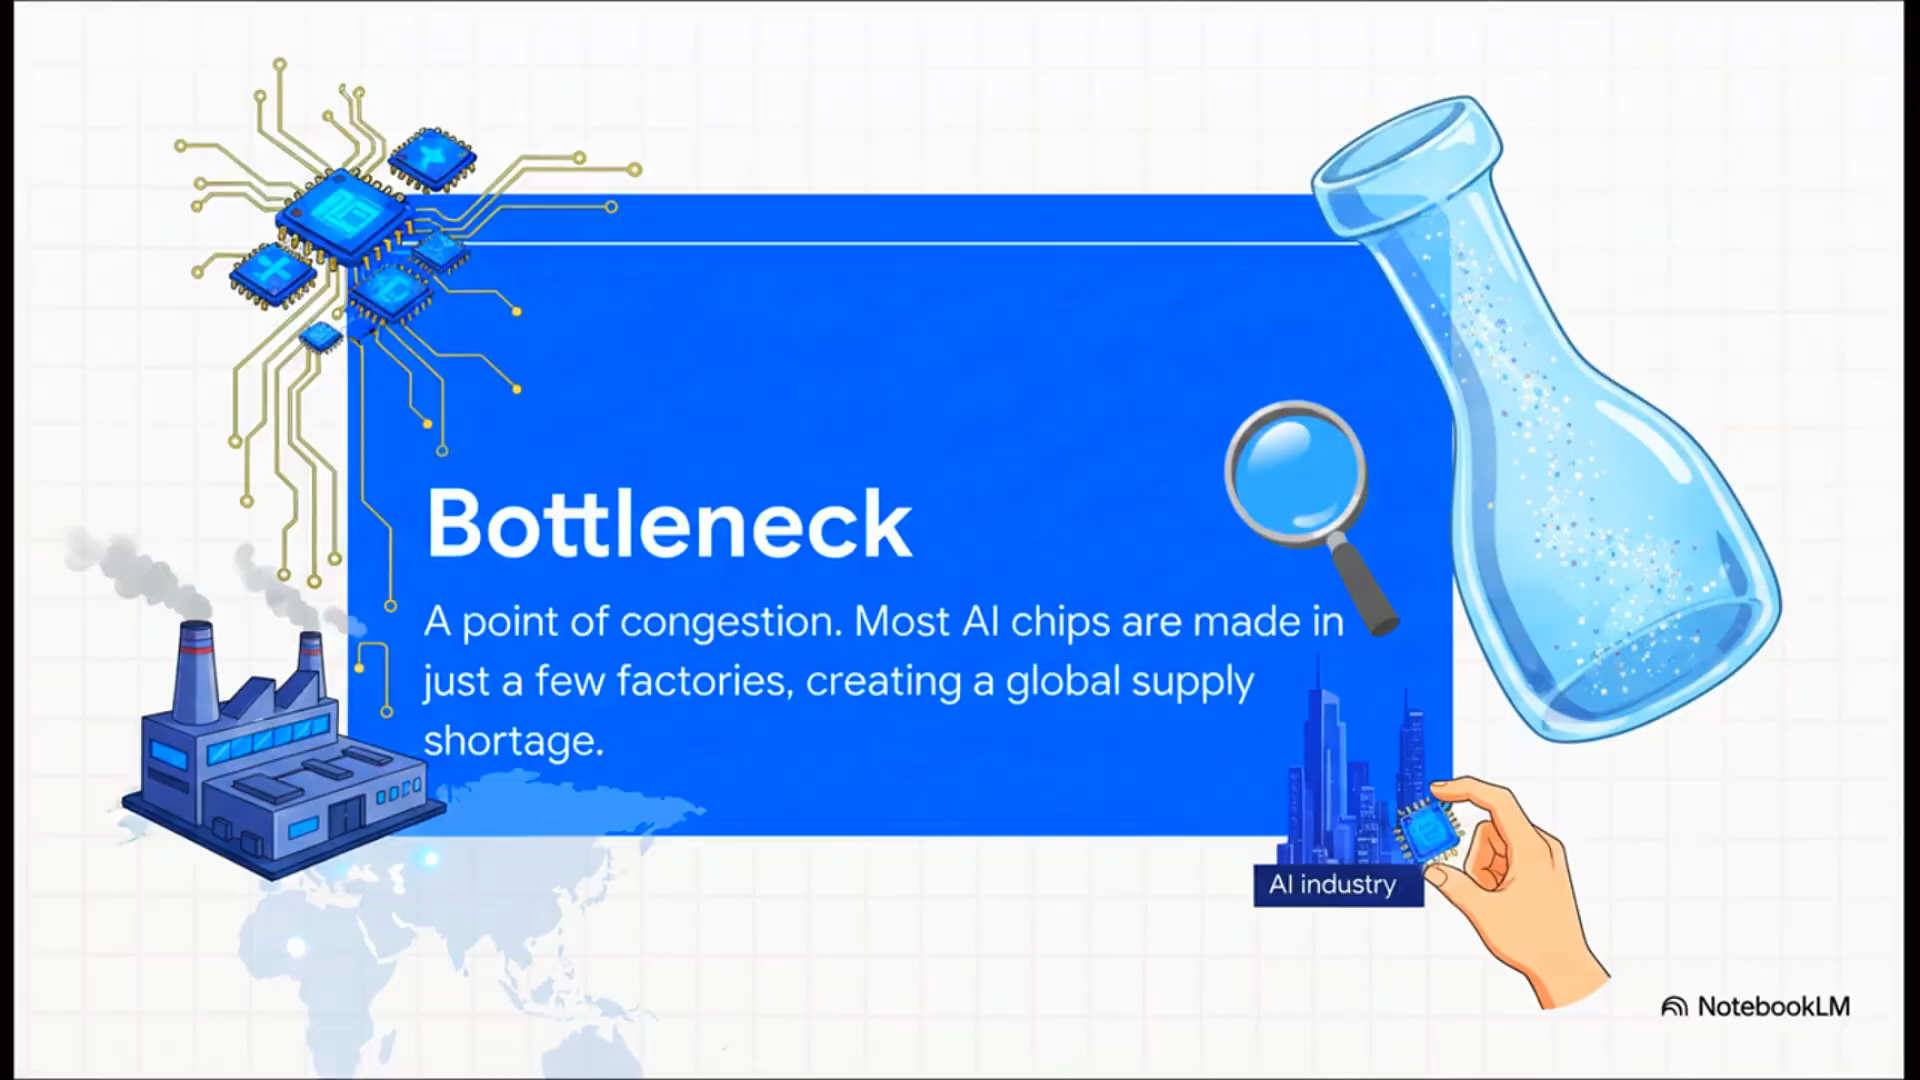 Bottleneck
A point of congestion. Most AI chips are made in
just a few factories, creating a global supply
shortage.
AI industry
NotebookLM